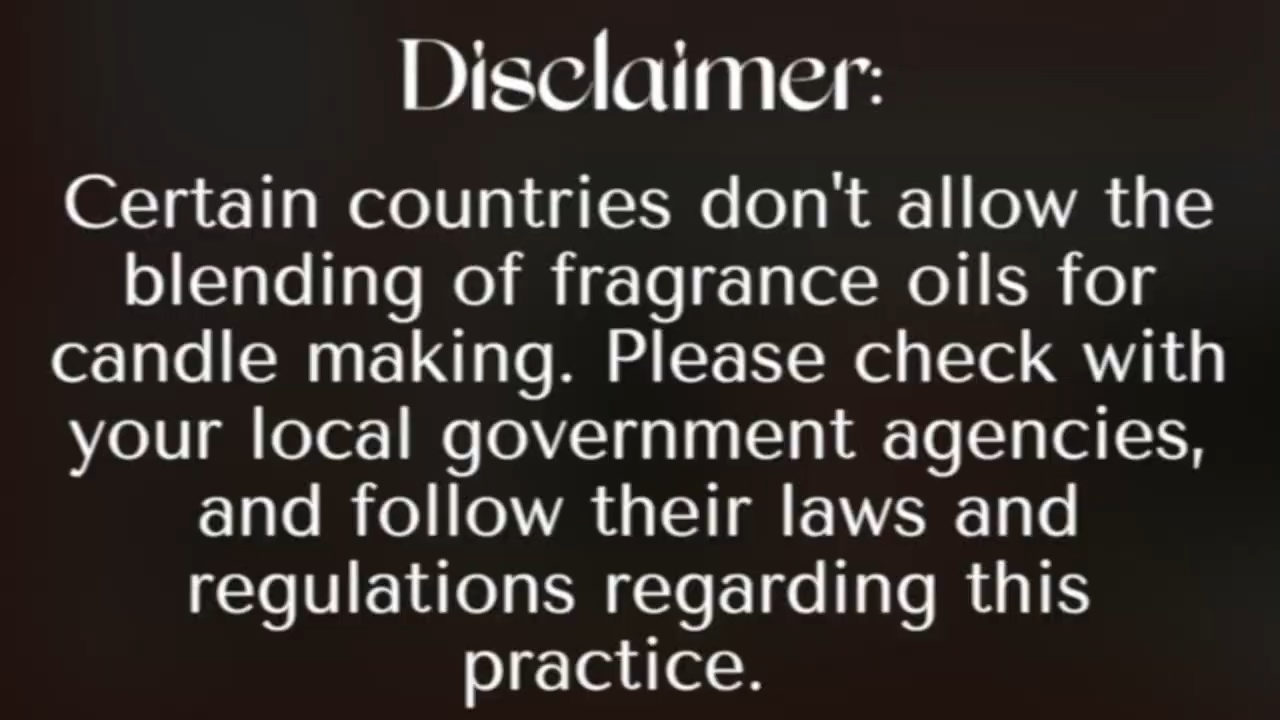 Disclaimer:
Certain countries don't allow the
blending of fragrance oils for
candle making. Please check with
your local government agencies,
and follow their laws and
regulations regarding this
practice.